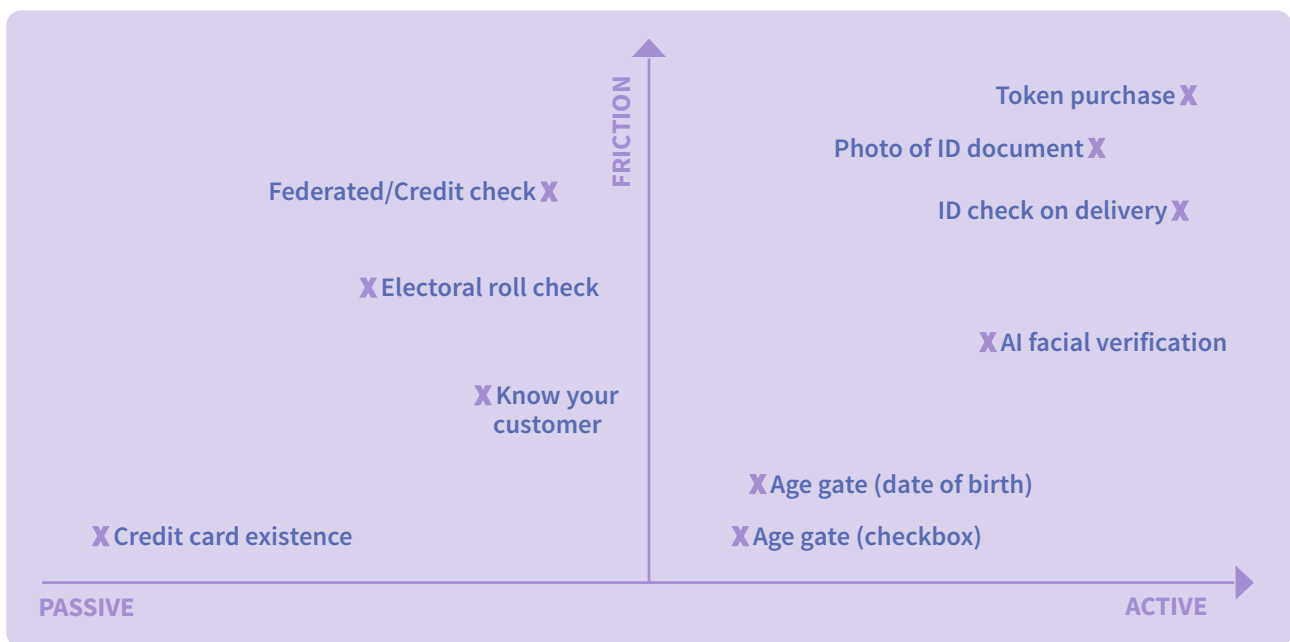 FRICTION
Token purchase X
Photo of ID document X
Federated/Credit check X
ID check on delivery X
X Electoral roll check
X AI facial verification
X Know your
customer
X Age gate (date of birth)
X Credit card existence
X Age gate (checkbox)
PASSIVE
ACTIVE